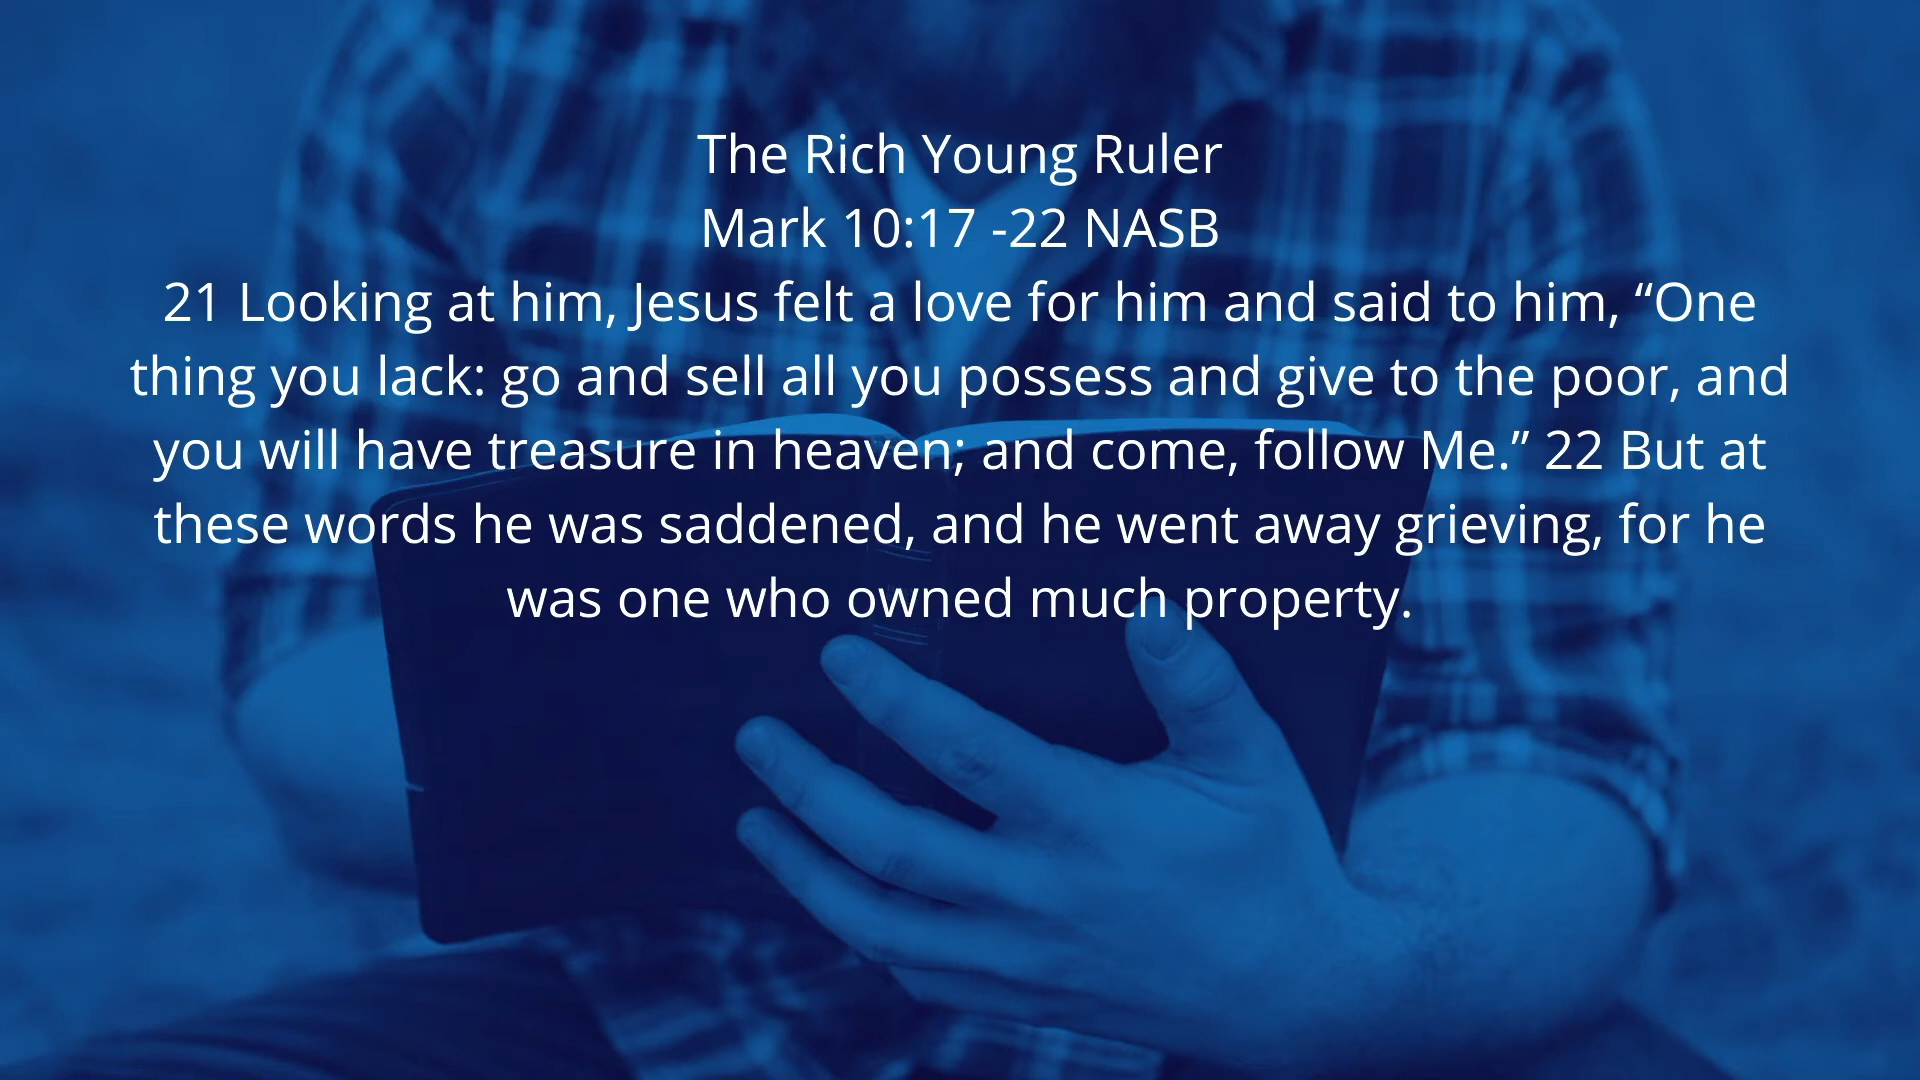 The Rich Young Ruler
Mark 10:17 -22 NASB
21 Looking at him, Jesus felt a love for him and said to him, “One
thing you lack: go and sell all you possess and give to the poor, and
you will have treasure in heaven; and come, follow Me.” 22 But at
these words he was saddened, and he went away grieving, for he
was one who owned much property.